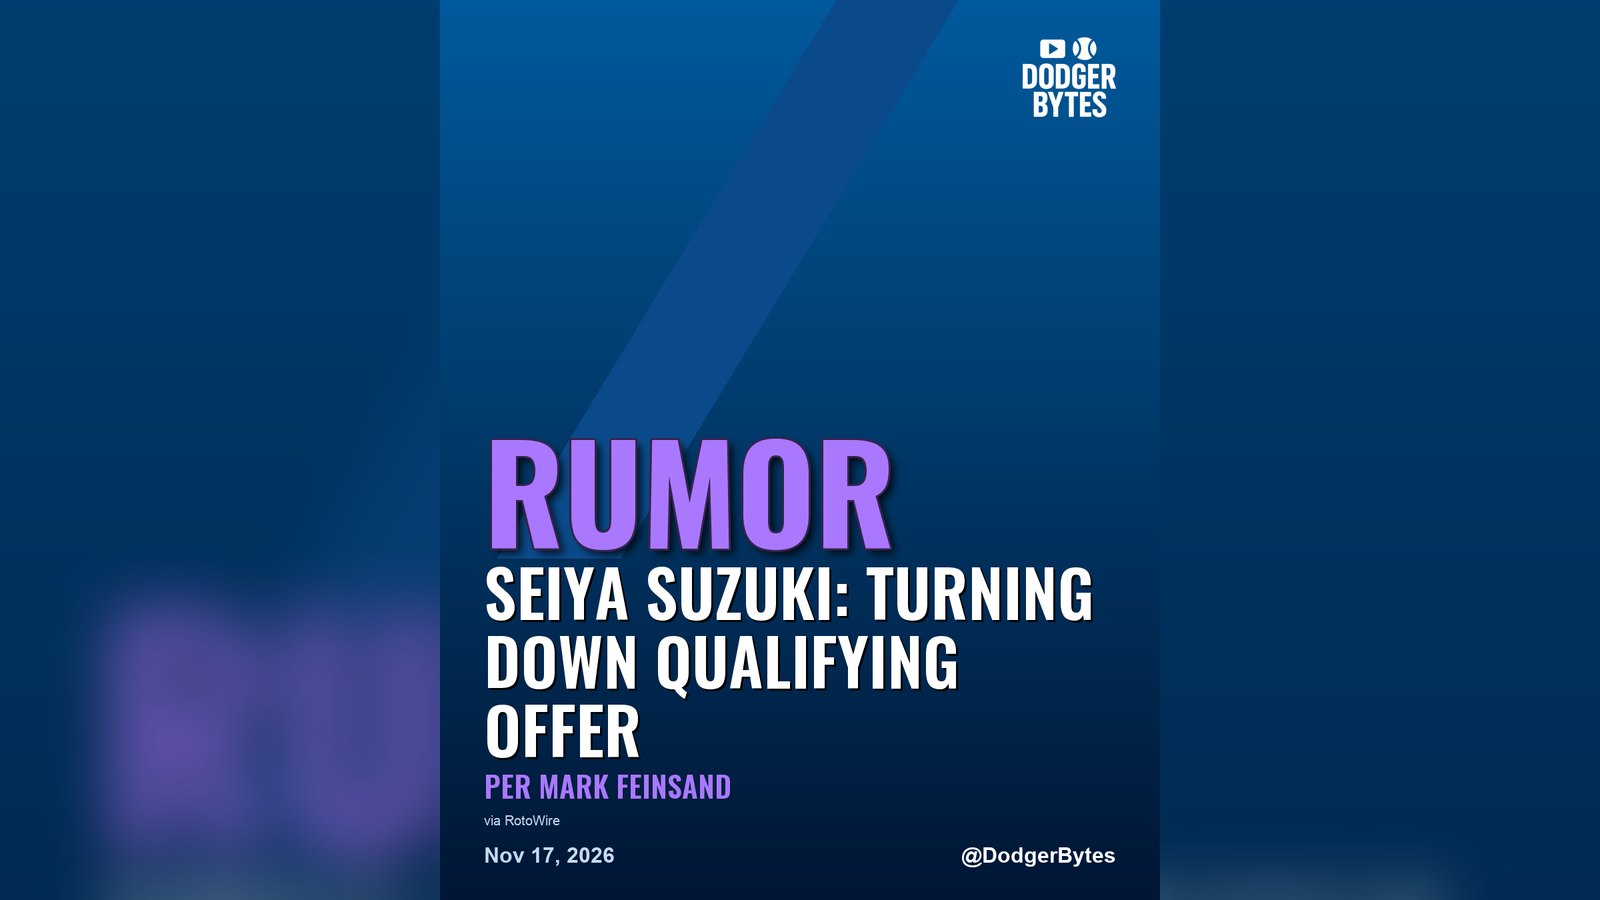 DODGER
BYTES
RUMOR
SEIYA SUZUKI: TURNING
DOWN QUALIFYING
OFFER
PER MARK FEINSAND
via RotoWire
Nov 17, 2026
@DodgerBytes